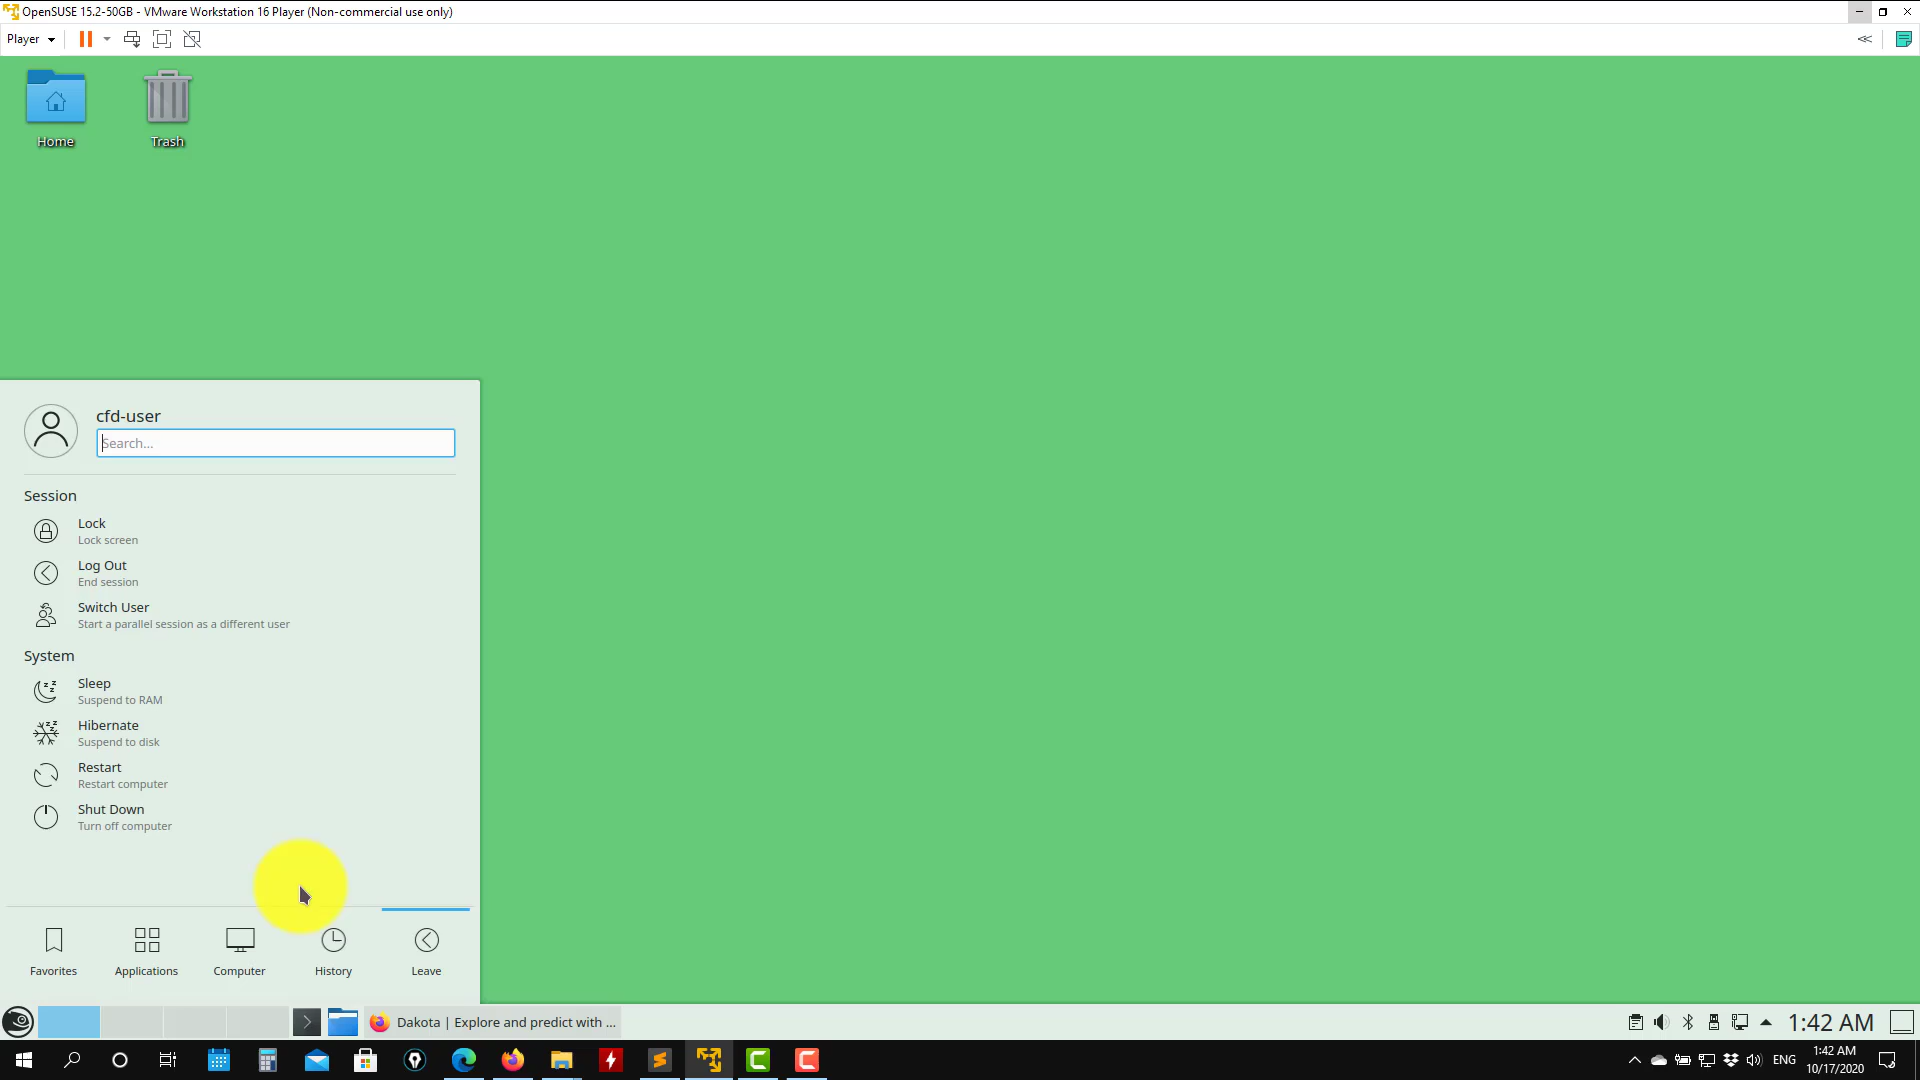 OpenSUSE 15.2-50GB - VMware Workstation 16 Player (Non-commercial use only)
Player
Home
Trash
cfd-user
Search...
Session
Lock
Lock screen
Log Out
End session
Switch User
Start a parallel session as a different user
System
Sleep
Suspend to RAM
Hibernate
Suspend to disk
Restart
Restart computer
Shut Down
Turn off computer
Favorites
Applications
Computer
History
Leave
Dakota | Explore and predict with ...
1:42 AM
ENG
1:42 AM
10/17/2020